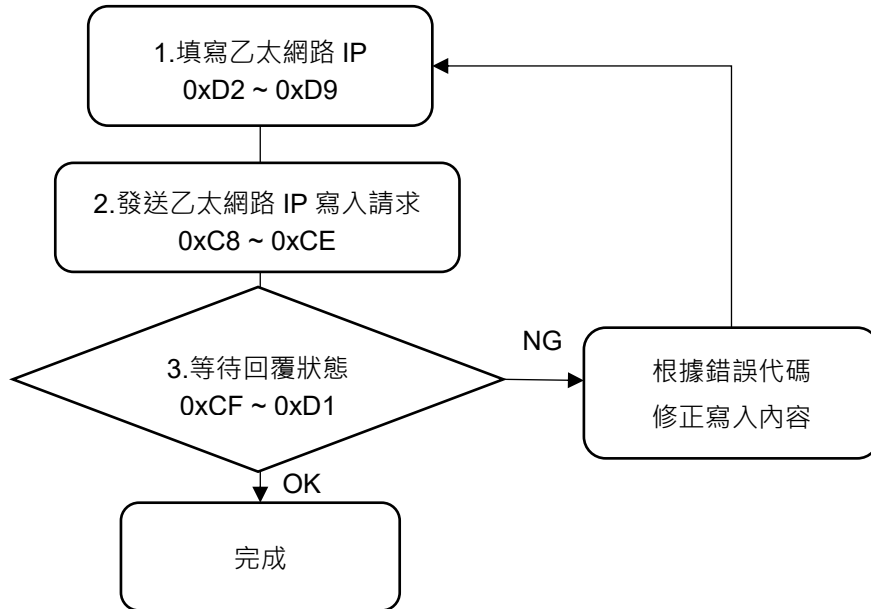 1.填寫乙太網路 IP
0xD2 ~ 0xD9
2.發送乙太網路 IP 寫入請求
0xC8 ~ 0xCE
3.等待回覆狀態
0xCF ~ 0xD1
NG
根據錯誤代碼
修正寫入內容
OK
完成